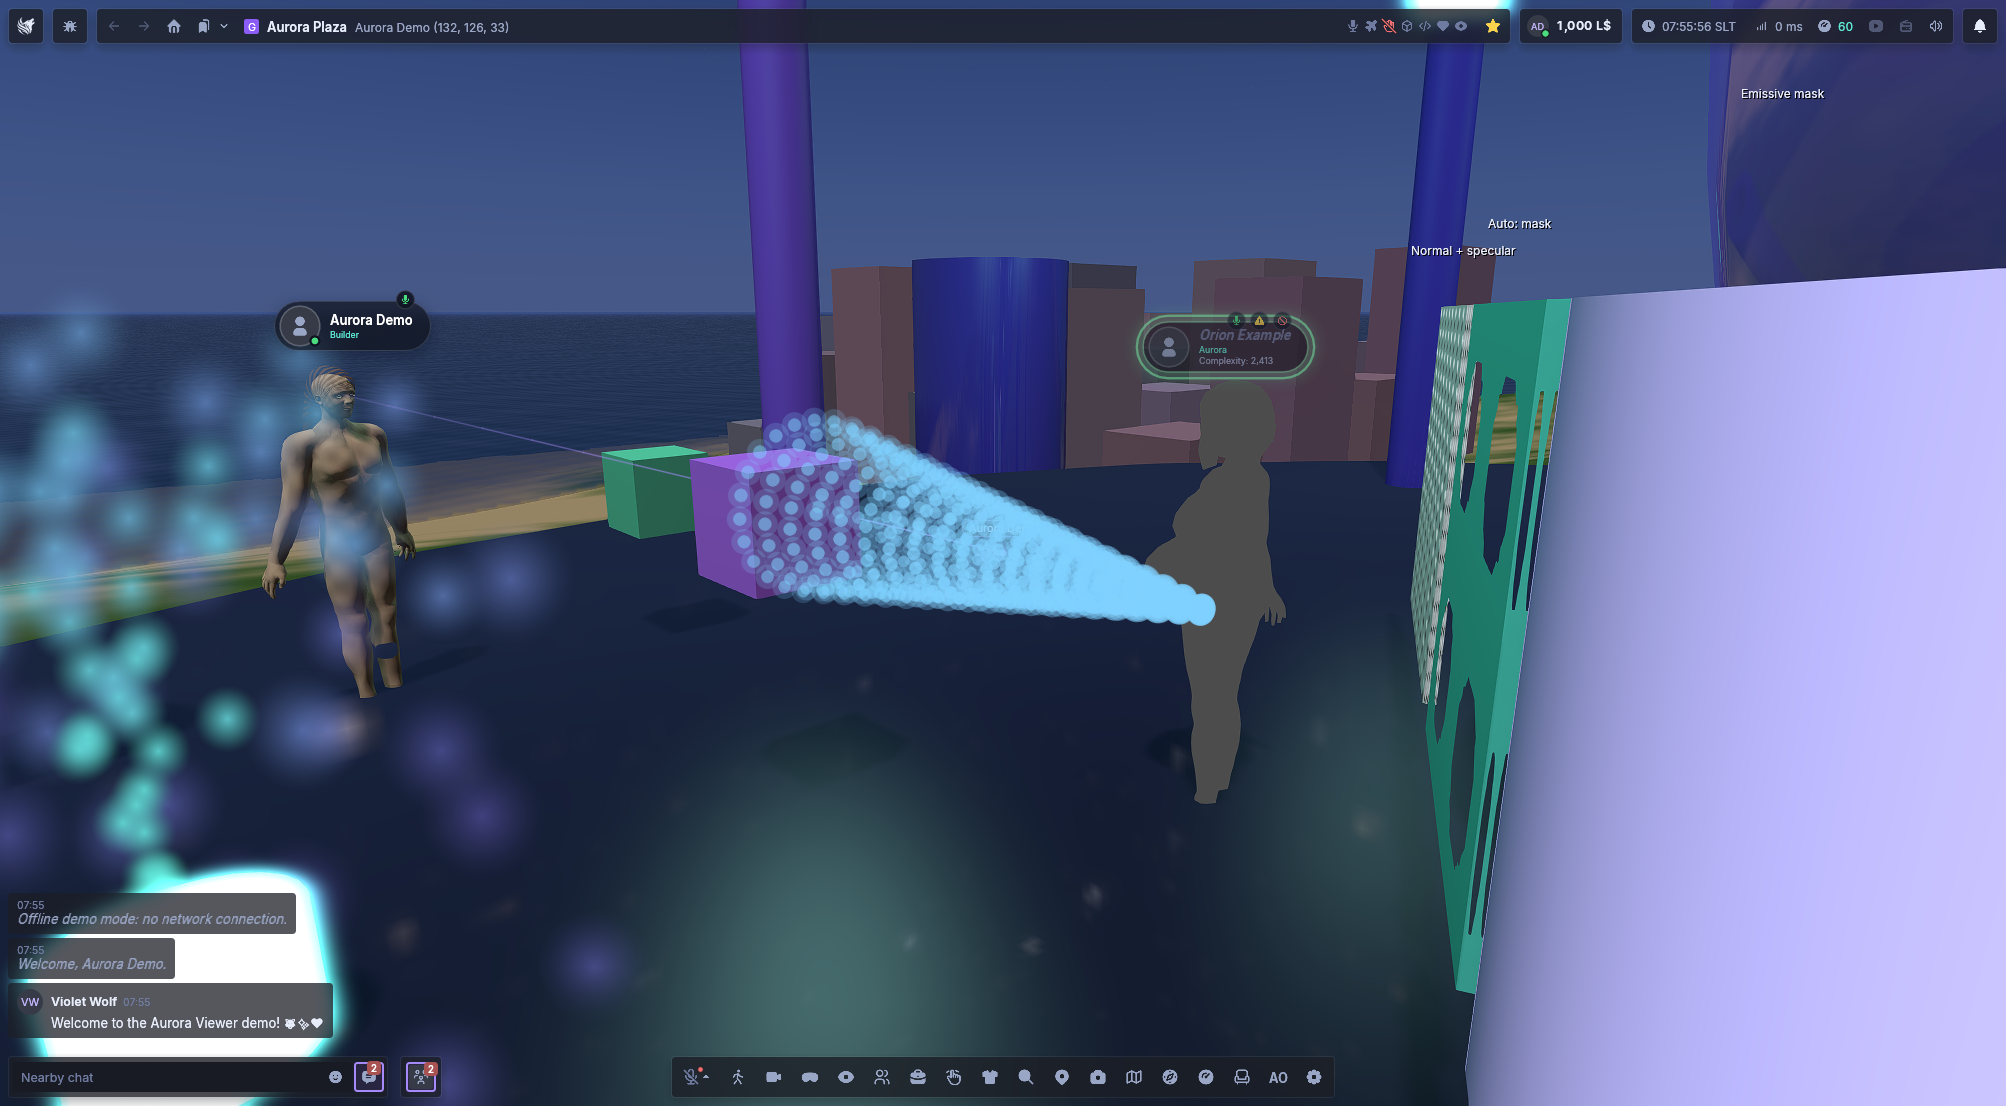 G Aurora Plaza Aurora Demo (132, 126, 33)
AD 1,000 L$
07:55:56 SLT 0 ms 60
Emissive mask
Auto: mask
Normal + specular
Aurora Demo
Builder
Orion Example
Aurora
Complexity: 2,413
07:55
Offline demo mode: no network connection.
07:55
Welcome, Aurora Demo.
VW Violet Wolf 07:55
Welcome to the Aurora Viewer demo!
Nearby chat 2 2
AO